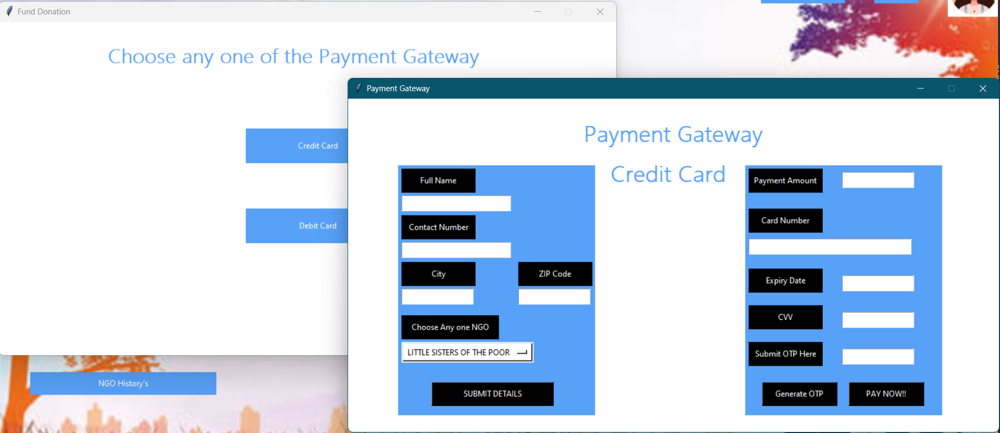 Fund Donation
Choose any one of the Payment Gateway
Credit Card
Debit Card
NGO History's
Payment Gateway
Payment Gateway
Credit Card
Full Name
Contact Number
City
ZIP Code
Choose Any one NGO
LITTLE SISTERS OF THE POOR
SUBMIT DETAILS
Payment Amount
Card Number
Expiry Date
CVV
Submit OTP Here
Generate OTP
PAY NOW!!